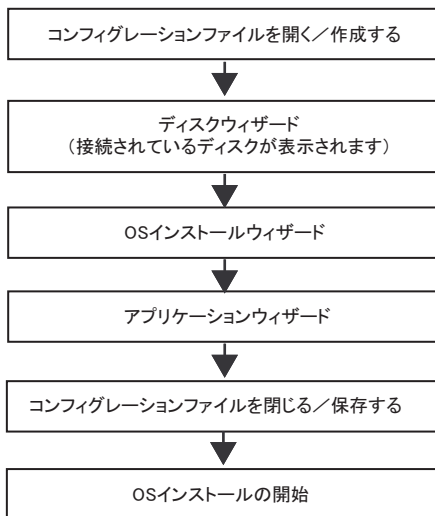 コンフィグレーションファイルを開く／作成する
ディスクウィザード
（接続されているディスクが表示されます）
OSインストールウィザード
アプリケーションウィザード
コンフィグレーションファイルを閉じる／保存する
OSインストールの開始